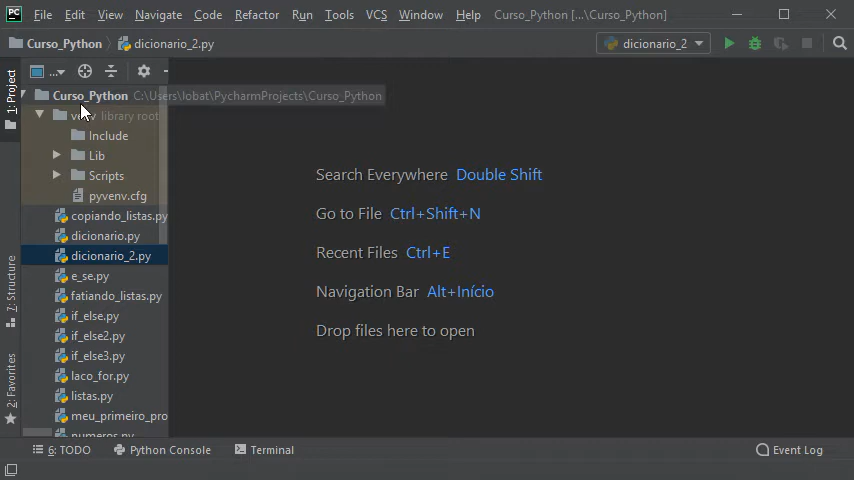 PC File Edit View Navigate Code Refactor Run Tools VCS Window Help Curso_Python [...\Curso_Python]
Curso_Python dicionario_2.py dicionario_2
1: Project
...
Curso_Python C:\Users\lobat\PycharmProjects\Curso_Python
library root
Include
Lib
Scripts
pyvenv.cfg
copiando_listas.py
dicionario.py
dicionario_2.py
e_se.py
fatiando_listas.py
if_else.py
if_else2.py
if_else3.py
laco_for.py
listas.py
meu_primeiro_pro
numeros.py
Search Everywhere Double Shift
Go to File Ctrl+Shift+N
Recent Files Ctrl+E
Navigation Bar Alt+Início
Drop files here to open
7: Structure
2: Favorites
6: TODO Python Console Terminal Event Log